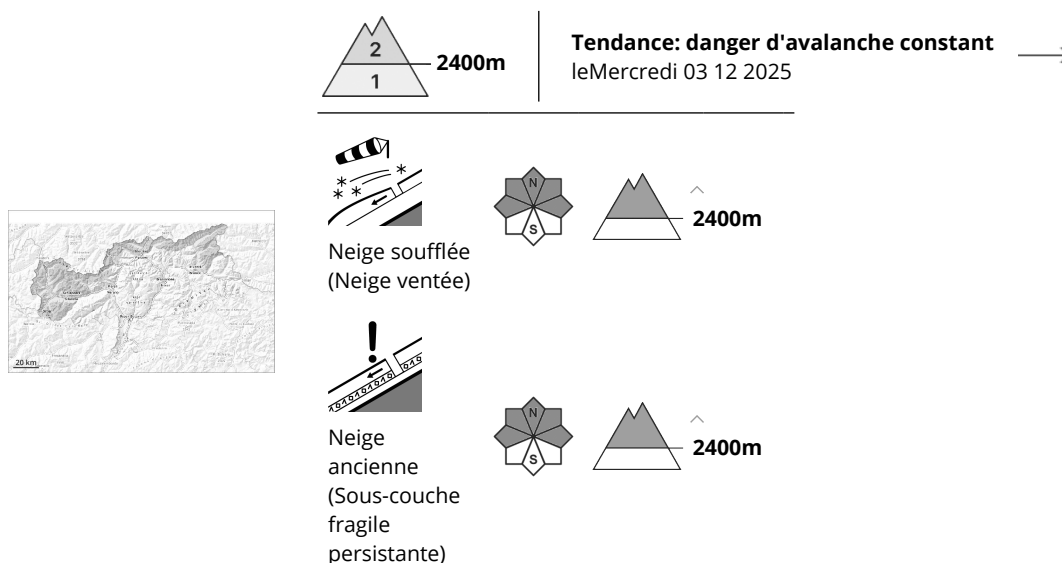 2
2400m
1
Tendance: danger d'avalanche constant
leMercredi 03 12 2025
N
S
2400m
Neige soufflée
(Neige ventée)
20 km
N
S
2400m
Neige
ancienne
(Sous-couche
fragile
persistante)